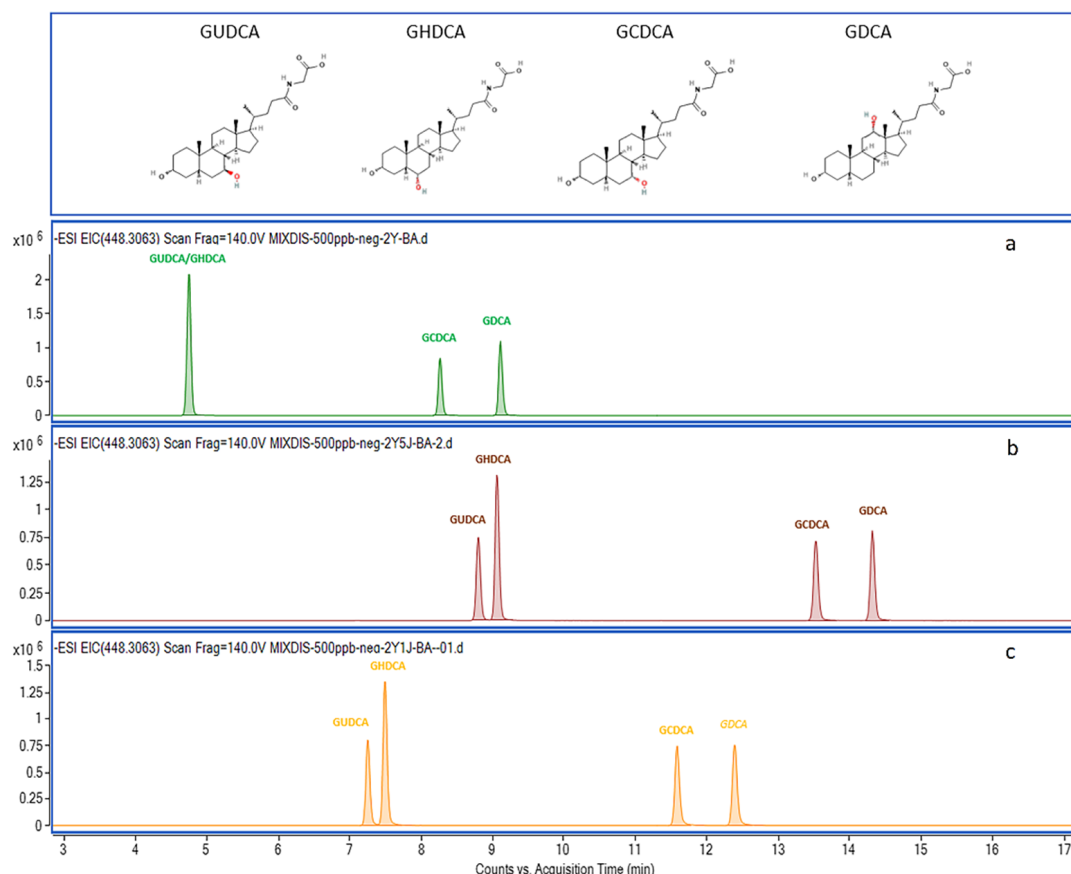 GUDCA GHDCA GCDCA GDCA
x10 6 -ESI EIC(448.3063) Scan Frag=140.0V MIXDIS-500ppb-neg-2Y-BA.d a
GUDCA/GHDCA
GCDCA
GDCA
2
1.5
1
0.5
0
x10 6 -ESI EIC(448.3063) Scan Frag=140.0V MIXDIS-500ppb-neg-2Y5J-BA-2.d b
GUDCA
GHDCA
GCDCA
GDCA
1.25
1
0.75
0.5
0.25
0
x10 6 -ESI EIC(448.3063) Scan Frag=140.0V MIXDIS-500ppb-neg-2Y1J-BA--01.d c
GUDCA
GHDCA
GCDCA
GDCA
1.5
1.25
1
0.75
0.5
0.25
0
3 4 5 6 7 8 9 10 11 12 13 14 15 16 17
Counts vs. Acquisition Time (min)